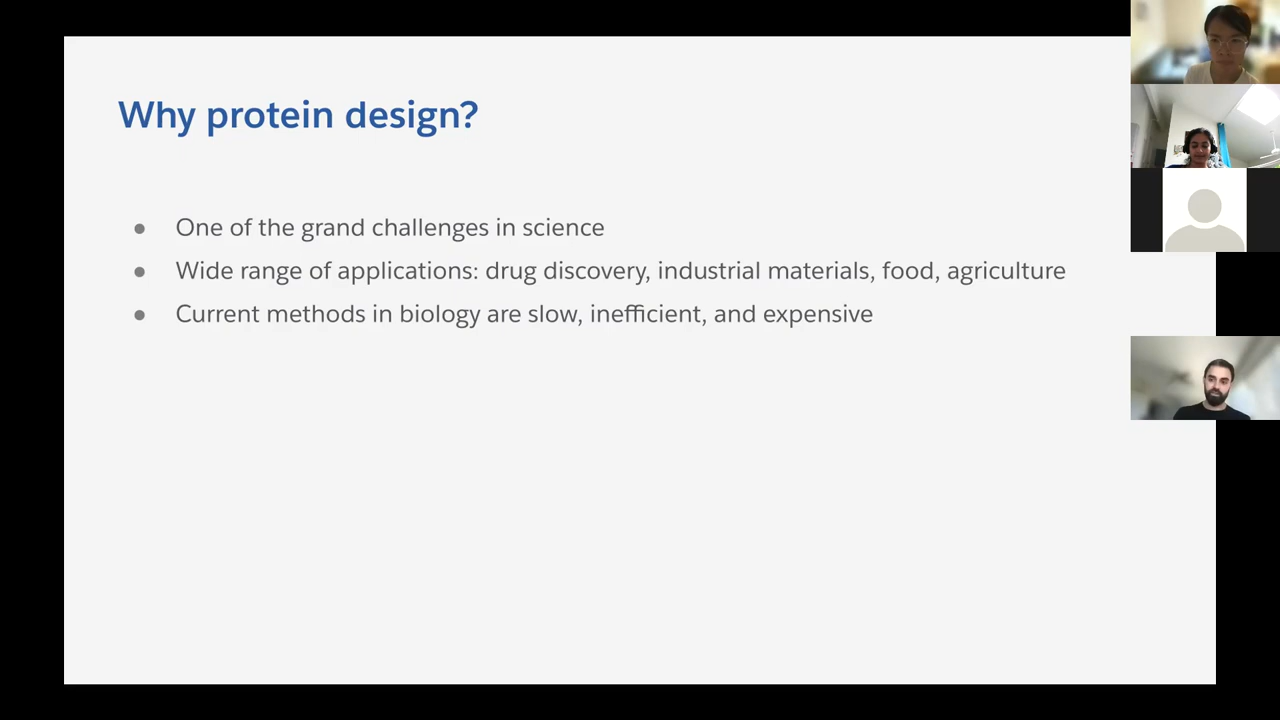 Why protein design?
● One of the grand challenges in science
● Wide range of applications: drug discovery, industrial materials, food, agriculture
● Current methods in biology are slow, inefficient, and expensive